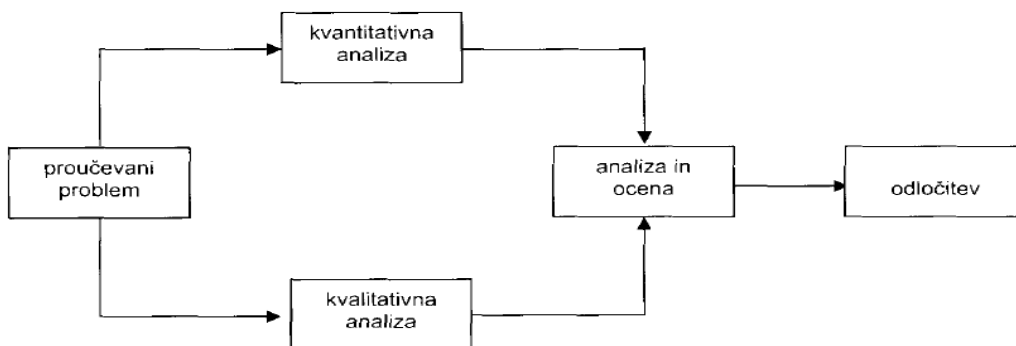 kvantitativna
analiza
proučevani
problem
analiza in
ocena
odločitev
kvalitativna
analiza